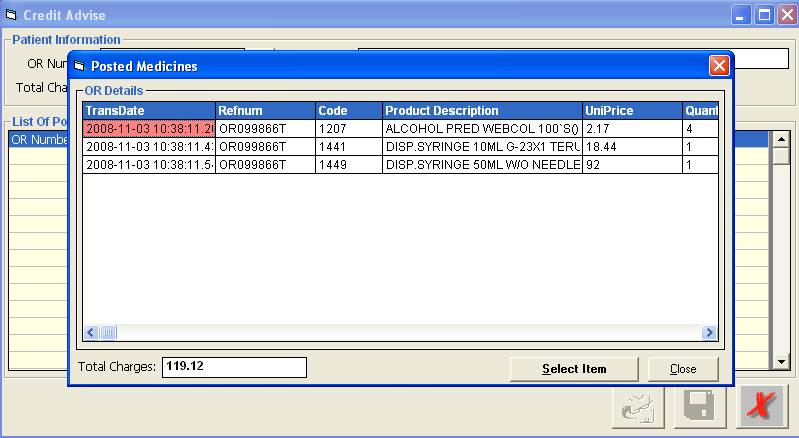 Credit Advise
Patient Information
OR Num
Total Cha
List Of Po
OR Numbe
Posted Medicines
OR Details
TransDate Refnum Code Product Description UniPrice Quant
2008-11-03 10:38:11.20 OR099866T 1207 ALCOHOL PRED WEBCOL 100`S() 2.17 4
2008-11-03 10:38:11.4 OR099866T 1441 DISP.SYRINGE 10ML G-23X1 TERU 18.44 1
2008-11-03 10:38:11.5 OR099866T 1449 DISP.SYRINGE 50ML W/O NEEDLE 92 1
Total Charges: 119.12
Select Item
Close